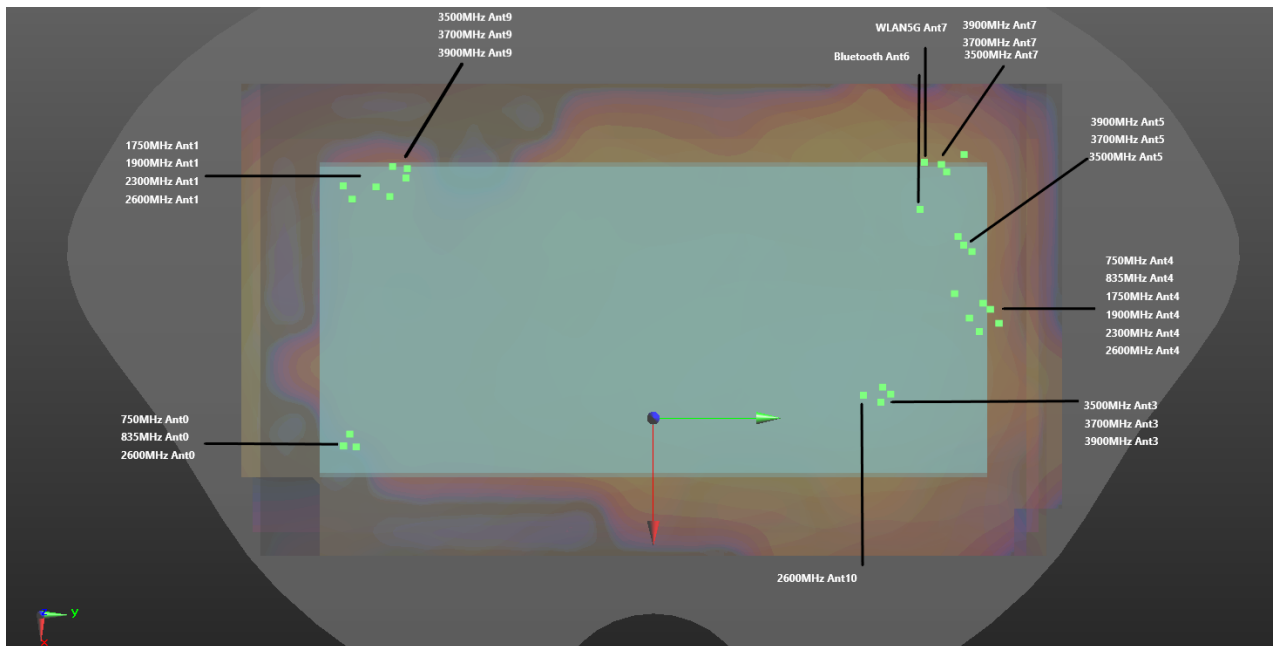 3500MHz Ant9
3700MHz Ant9
3900MHz Ant9
WLAN5G Ant7
3900MHz Ant7
3700MHz Ant7
3500MHz Ant7
Bluetooth Ant6
1750MHz Ant1
1900MHz Ant1
2300MHz Ant1
2600MHz Ant1
3900MHz Ant5
3700MHz Ant5
3500MHz Ant5
750MHz Ant4
835MHz Ant4
1750MHz Ant4
1900MHz Ant4
2300MHz Ant4
2600MHz Ant4
750MHz Ant0
835MHz Ant0
2600MHz Ant0
3500MHz Ant3
3700MHz Ant3
3900MHz Ant3
2600MHz Ant10
y
x